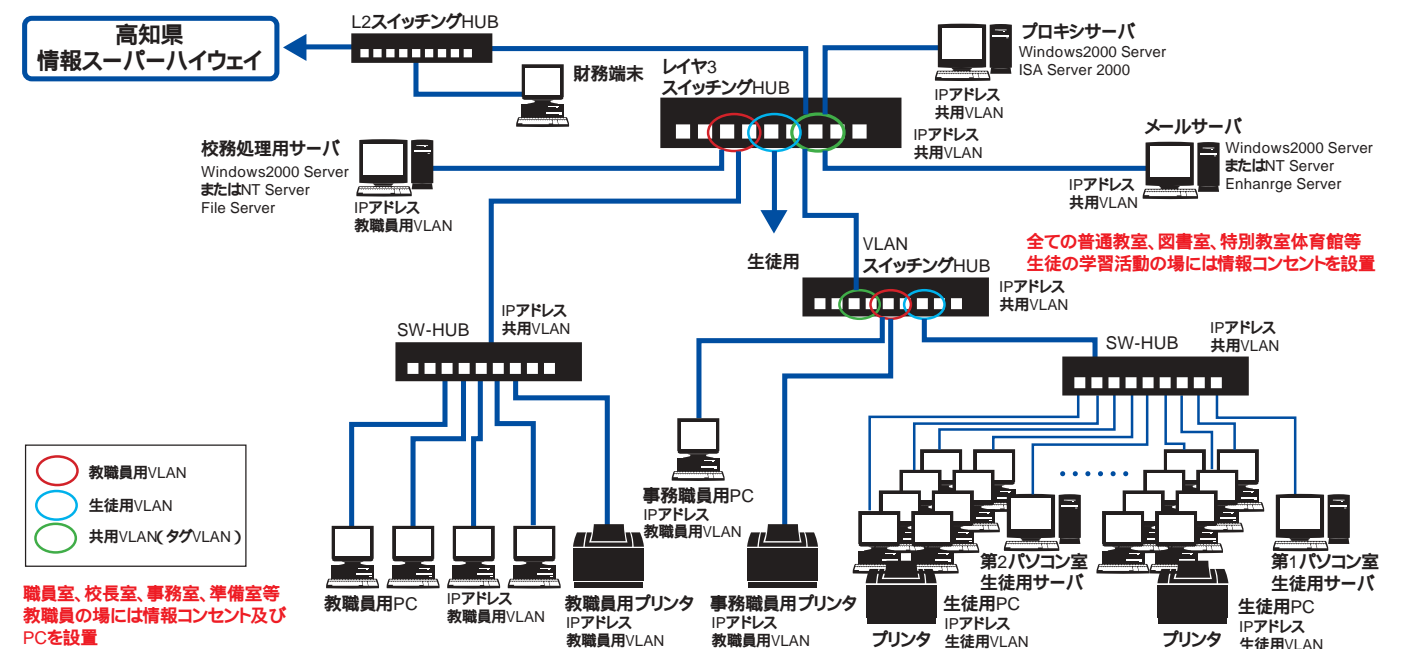 高知県
情報スーパーハイウェイ
L2スイッチングHUB
財務端末
レイヤ3
スイッチングHUB
IPアドレス
共用VLAN
プロキシサーバ
Windows2000 Server
ISA Server 2000
IPアドレス
共用VLAN
メールサーバ
Windows2000 Server
またはNT Server
Enhanrge Server
IPアドレス
共用VLAN
校務処理用サーバ
Windows2000 Server
またはNT Server
File Server
IPアドレス
教職員用VLAN
生徒用
VLAN
スイッチングHUB
IPアドレス
共用VLAN
全ての普通教室、図書室、特別教室体育館等
生徒の学習活動の場には情報コンセントを設置
SW-HUB
IPアドレス
共用VLAN
SW-HUB
IPアドレス
共用VLAN
教職員用VLAN
生徒用VLAN
共用VLAN(タグVLAN)
職員室、校長室、事務室、準備室等
教職員の場には情報コンセント及び
PCを設置
教職員用PC
IPアドレス
教職員用VLAN
教職員用プリンタ
IPアドレス
教職員用VLAN
事務職員用PC
IPアドレス
教職員用VLAN
事務職員用プリンタ
IPアドレス
教職員用VLAN
第2パソコン室
生徒用サーバ
生徒用PC
IPアドレス
生徒用VLAN
プリンタ
第1パソコン室
生徒用サーバ
生徒用PC
IPアドレス
生徒用VLAN
プリンタ